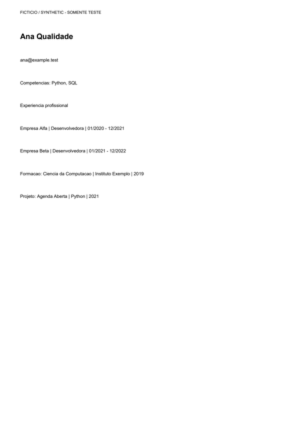 FICTICIO / SYNTHETIC - SOMENTE TESTE
Ana Qualidade
ana@example.test
Competencias: Python, SQL
Experiencia profissional
Empresa Alfa | Desenvolvedora | 01/2020 - 12/2021
Empresa Beta | Desenvolvedora | 01/2021 - 12/2022
Formacao: Ciencia da Computacao | Instituto Exemplo | 2019
Projeto: Agenda Aberta | Python | 2021